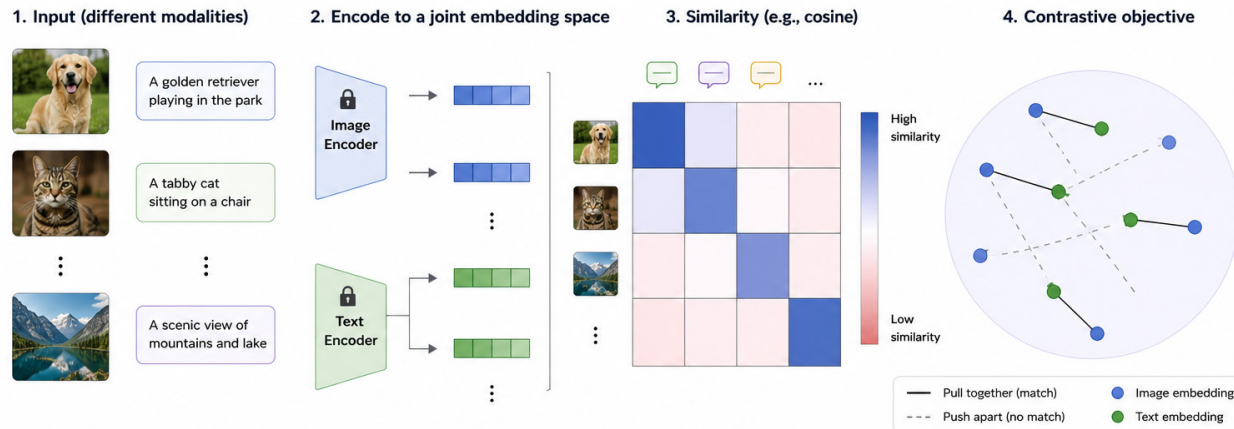 1. Input (different modalities)
2. Encode to a joint embedding space
3. Similarity (e.g., cosine)
4. Contrastive objective
A golden retriever
playing in the park
A tabby cat
sitting on a chair
A scenic view of
mountains and lake
Image
Encoder
Text
Encoder
...
High
similarity
Low
similarity
Pull together (match)
Push apart (no match)
Image embedding
Text embedding